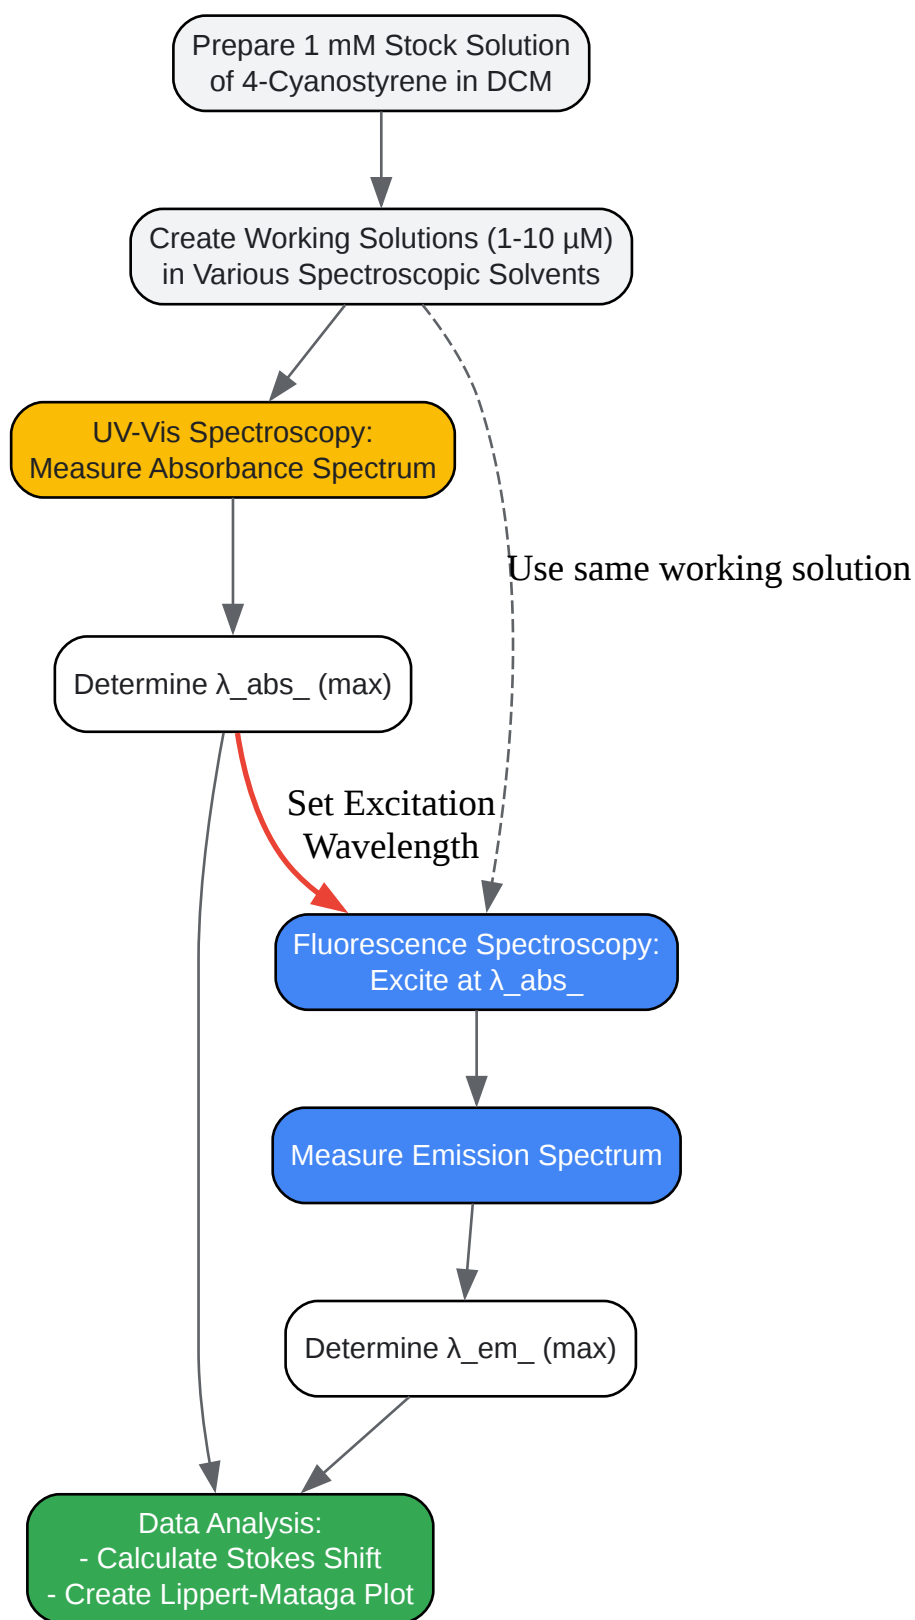 Prepare 1 mM Stock Solution
of 4-Cyanostyrene in DCM
Create Working Solutions (1-10 µM)
in Various Spectroscopic Solvents
UV-Vis Spectroscopy:
Measure Absorbance Spectrum
Use same working solution
Determine λ_abs_ (max)
Set Excitation
Wavelength
Fluorescence Spectroscopy:
Excite at λ_abs_
Measure Emission Spectrum
Determine λ_em_ (max)
Data Analysis:
- Calculate Stokes Shift
- Create Lippert-Mataga Plot